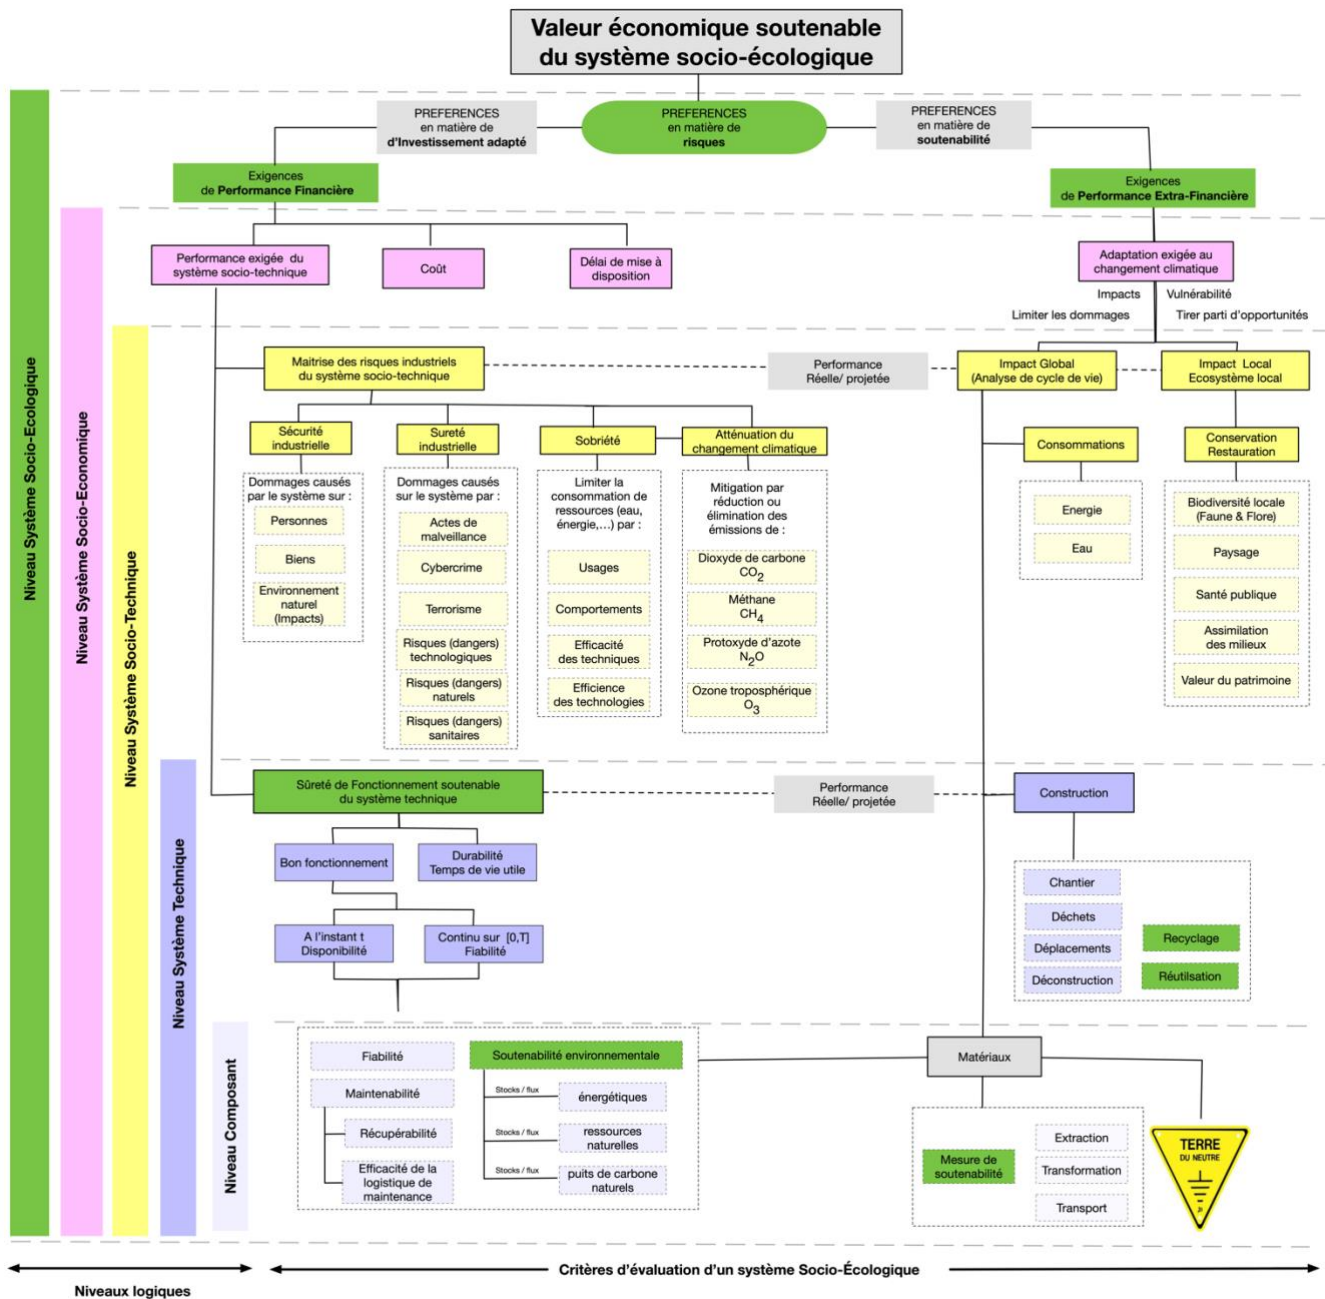 Valeur économique soutenable
du système socio-écologique
PREFERENCES
en matière de
d'Investissement adapté
PREFERENCES
en matière de
risques
PREFERENCES
en matière de
soutenabilité
Exigences
de Performance Financière
Exigences
de Performance Extra-Financière
Performance exigée du
système socio-technique
Coût
Délai de mise à
disposition
Adaptation exigée au
changement climatique
Impacts
Vulnérabilité
Limiter les dommages
Tirer parti d'opportunités
Maitrise des risques industriels
du système socio-technique
Performance
Réelle/ projetée
Impact Global
(Analyse de cycle de vie)
Impact Local
Ecosystème local
Sécurité
industrielle
Sureté
industrielle
Sobriété
Atténuation du
changement climatique
Consommations
Conservation
Restauration
Dommages causés
par le système sur :
Personnes
Biens
Environnement
naturel
(Impacts)
Dommages causés
sur le système par :
Actes de
malveillance
Cybercrime
Terrorisme
Risques (dangers)
technologiques
Risques (dangers)
naturels
Risques (dangers)
sanitaires
Limiter la
consommation de
ressources (eau,
énergie,…) par :
Usages
Comportements
Efficacité
des techniques
Efficience
des technologies
Mitigation par
réduction ou
élimination des
émissions de :
Dioxyde de carbone
CO2
Méthane
CH4
Protoxyde d'azote
N2O
Ozone troposphérique
O3
Energie
Eau
Biodiversité locale
(Faune & Flore)
Paysage
Santé publique
Assimilation
des milieux
Valeur du patrimoine
Sûreté de Fonctionnement soutenable
du système technique
Performance
Réelle/ projetée
Construction
Bon fonctionnement
Durabilité
Temps de vie utile
A l'instant t
Disponibilité
Continu sur [0,T]
Fiabilité
Chantier
Déchets
Déplacements
Déconstruction
Recyclage
Réutilsation
Fiabilité
Maintenabilité
Récupérabilité
Efficacité de la
logistique de
maintenance
Soutenabilité environnementale
Stocks / flux
énergétiques
Stocks / flux
ressources
naturelles
Stocks / flux
puits de carbone
naturels
Matériaux
Mesure de
soutenabilité
Extraction
Transformation
Transport
TERRE
DU NEUTRE
Niveau Système Socio-Ecologique
Niveau Système Socio-Economique
Niveau Système Socio-Technique
Niveau Système Technique
Niveau Composant
Niveaux logiques
Critères d'évaluation d'un système Socio-Écologique